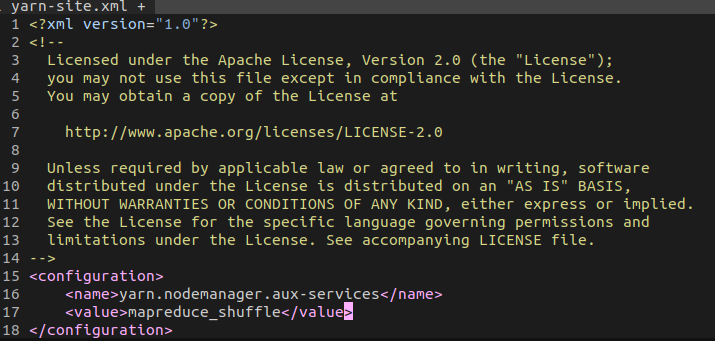 yarn-site.xml +
1 <?xml version="1.0"?>
2 <!--
3   Licensed under the Apache License, Version 2.0 (the "License");
4   you may not use this file except in compliance with the License.
5   You may obtain a copy of the License at
6
7     http://www.apache.org/licenses/LICENSE-2.0
8
9   Unless required by applicable law or agreed to in writing, software
10   distributed under the License is distributed on an "AS IS" BASIS,
11   WITHOUT WARRANTIES OR CONDITIONS OF ANY KIND, either express or implied.
12   See the License for the specific language governing permissions and
13   limitations under the License. See accompanying LICENSE file.
14 -->
15 <configuration>
16     <name>yarn.nodemanager.aux-services</name>
17     <value>mapreduce_shuffle</value>
18 </configuration>